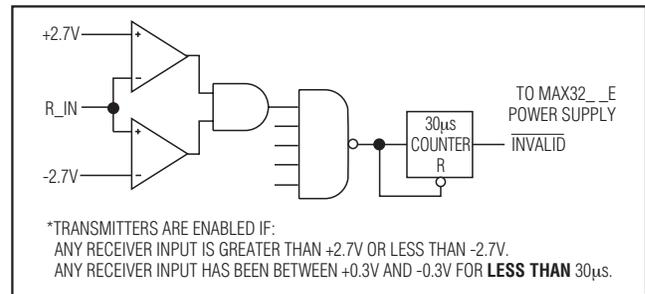 +2.7V
R_IN
-2.7V
30µs
COUNTER
R
TO MAX32_ _E
POWER SUPPLY
INVALID
*TRANSMITTERS ARE ENABLED IF:
ANY RECEIVER INPUT IS GREATER THAN +2.7V OR LESS THAN -2.7V.
ANY RECEIVER INPUT HAS BEEN BETWEEN +0.3V AND -0.3V FOR LESS THAN 30µs.